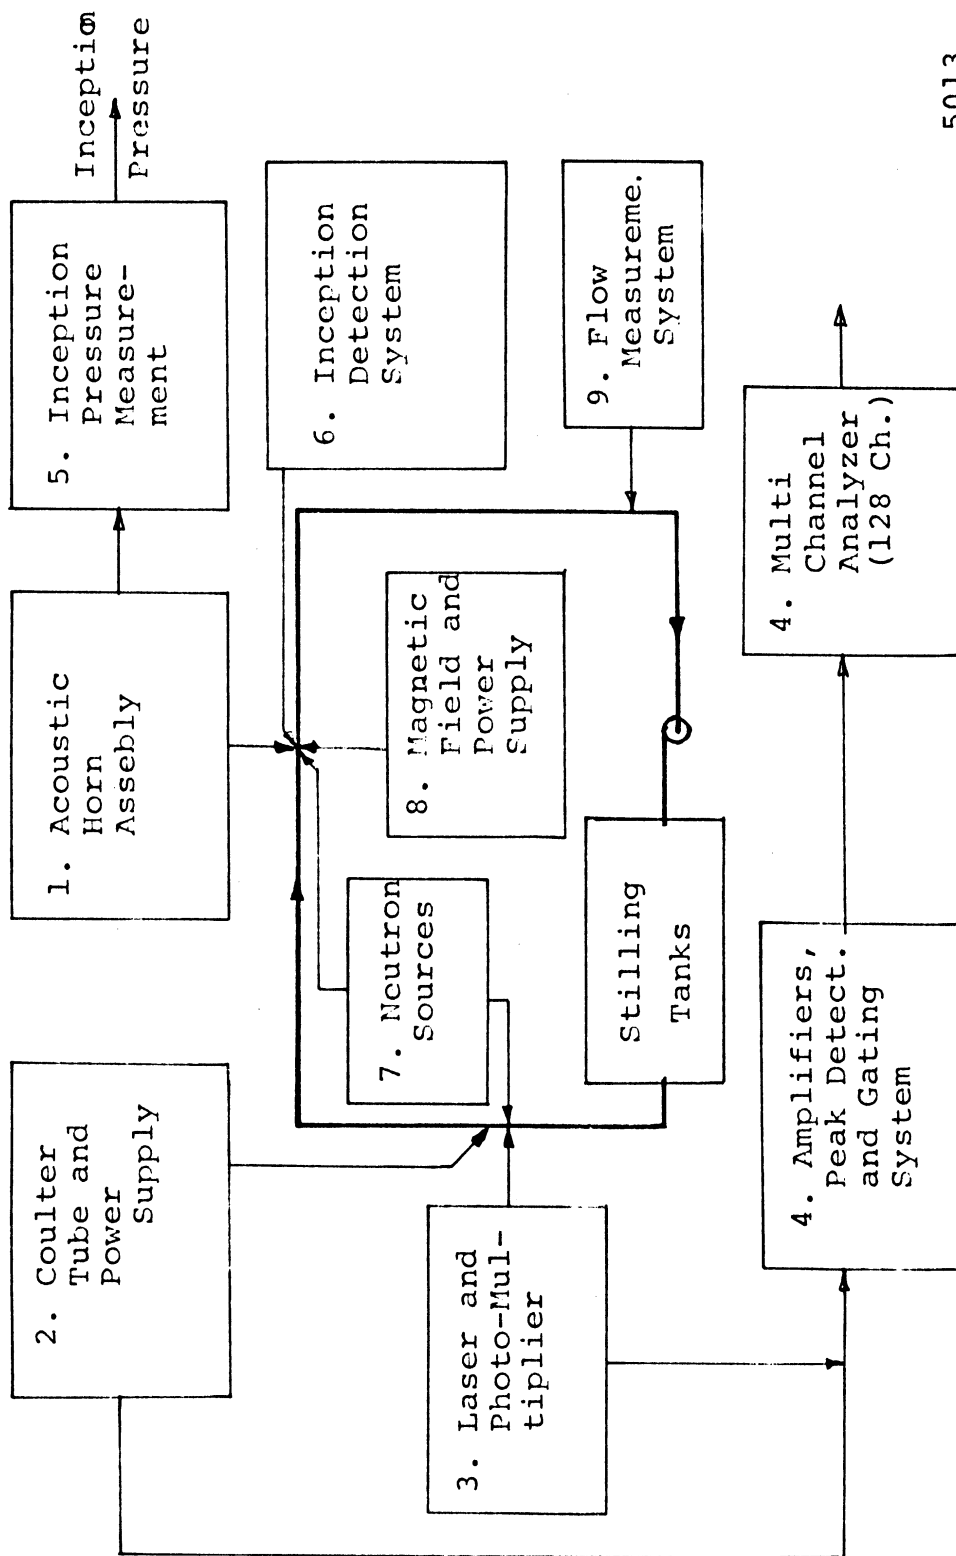 2. Coulter
Tube and
Power
Supply
1. Acoustic
Horn
Assebly
5. Inception
Pressure
Measure-
ment
Inception
Pressure
3. Laser and
Photo-Mul-
tiplier
7. Neutron
Sources
8. Magnetic
Field and
Power
Supply
6. Inception
Detection
System
Stilling
Tanks
9. Flow
Measureme.
System
4. Amplifiers,
Peak Detect.
and Gating
System
4. Multi
Channel
Analyzer
(128 Ch.)
5013